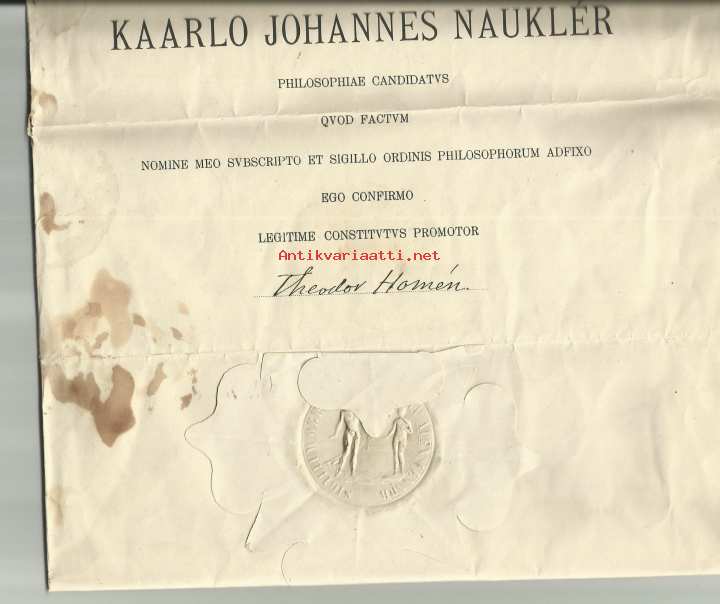 KAARLO JOHANNES NAUKLÉR
PHILOSOPHIAE CANDIDATVS
QVOD FACTVM
NOMINE MEO SVBSCRIPTO ET SIGILLO ORDINIS PHILOSOPHORUM ADFIXO
EGO CONFIRMO
LEGITIME CONSTITVTVS PROMOTOR
Antikvariaatti.net
Theodor Homén.